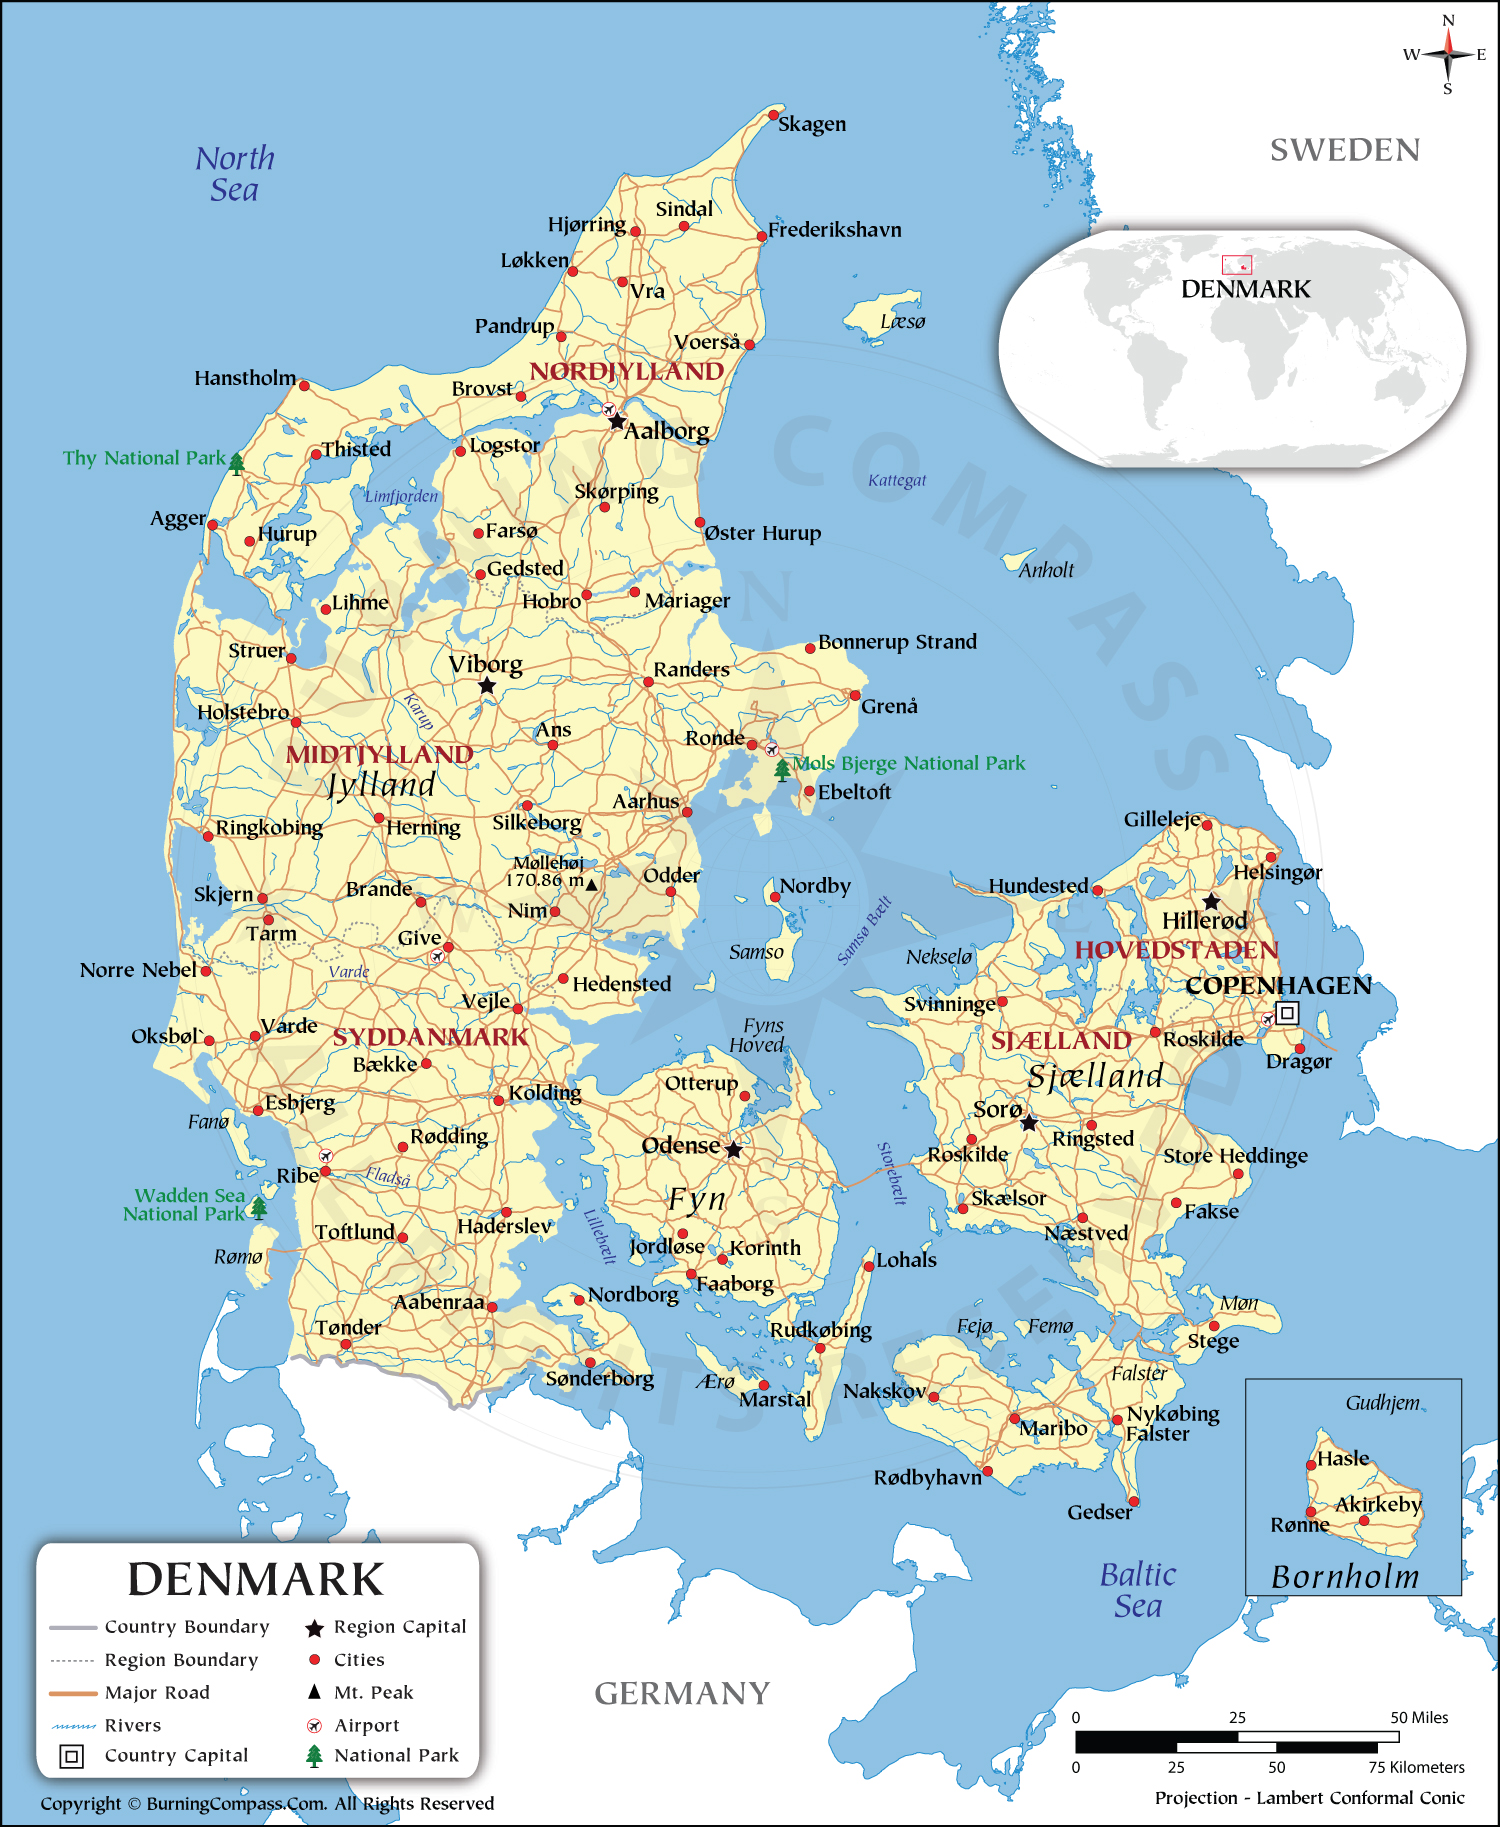 N
W
E
S
SWEDEN
North
Sea
Skagen
Sindal
Hjørring
Frederikshavn
Løkken
Vra
DENMARK
Læsø
Pandrup
Voerså
NORDJYLLAND
Hanstholm
Brovst
Aalborg
Logstor
Thisted
Thy National Park
Kattegat
Limfjorden
Skørping
Agger
Hurup
Farsø
Øster Hurup
Gedsted
Anholt
Lihme
Hobro
Mariager
N
Bonnerup Strand
Struer
Viborg
Randers
Grenå
Karup
Holstebro
Ans
Ronde
MIDTJYLLAND
Mols Bjerge National Park
Jylland
Ebeltoft
Aarhus
Silkeborg
Ringkobing
Herning
Gilleleje
Møllehøj
170.86 m
Odder
Helsingør
Nordby
Hundested
Skjern
Brande
Nim
Hillerød
Tarm
Give
Samso
Samsø Bælt
Nekselø
HOVEDSTADEN
Norre Nebel
Varde
Hedensted
COPENHAGEN
Vejle
Svinninge
Oksbøl`
Varde
SYDDANMARK
Fyns
Hoved
SJÆLLAND
Roskilde
Bække
Sjælland
Dragør
Otterup
Kolding
Esbjerg
Sorø
Fanø
Rødding
Odense
Ringsted
Roskilde
Store Heddinge
Ribe
Fladså
Storebælt
Wadden Sea
National Park
Fyn
Skælsor
Fakse
Toftlund
Haderslev
Lillebælt
Næstved
Rømø
Jordløse
Korinth
Lohals
Faaborg
Nordborg
Aabenraa
Møn
Tønder
Rudkøbing
Fejø
Femø
Stege
Sønderborg
Ærø
Marstal
Falster
Nakskov
Gudhjem
Nykøbing
Falster
Maribo
Rødbyhavn
Hasle
Gedser
Akirkeby
Rønne
Bornholm
Baltic
Sea
GERMANY
DENMARK
Country Boundary
Region Capital
Region Boundary
Cities
Major Road
Mt. Peak
Rivers
Airport
Country Capital
National Park
0 25 50 Miles
0 25 50 75 Kilometers
Projection - Lambert Conformal Conic
Copyright © BurningCompass.Com. All Rights Reserved
BURNING COMPASS
ALL RIGHTS RESERVED